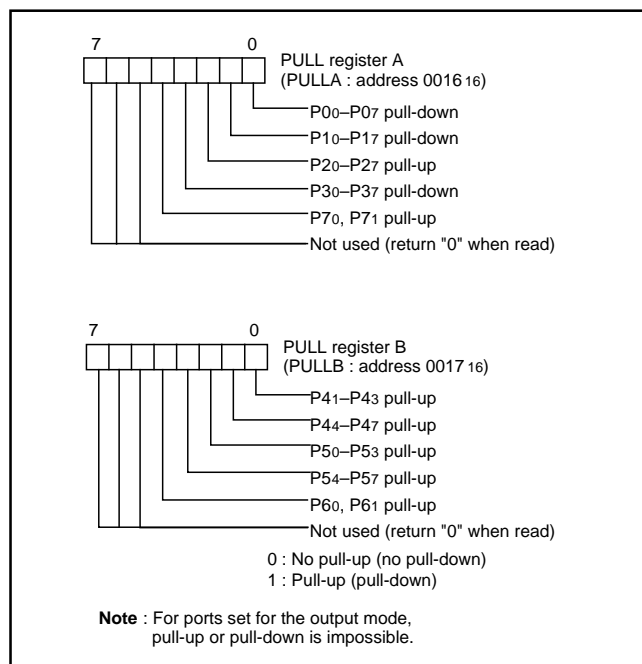 7 0
PULL register A
(PULLA : address 0016 16)
P00–P07 pull-down
P10–P17 pull-down
P20–P27 pull-up
P30–P37 pull-down
P70, P71 pull-up
Not used (return "0" when read)
7 0
PULL register B
(PULLB : address 0017 16)
P41–P43 pull-up
P44–P47 pull-up
P50–P53 pull-up
P54–P57 pull-up
P60, P61 pull-up
Not used (return "0" when read)
0 : No pull-up (no pull-down)
1 : Pull-up (pull-down)
Note : For ports set for the output mode,
pull-up or pull-down is impossible.